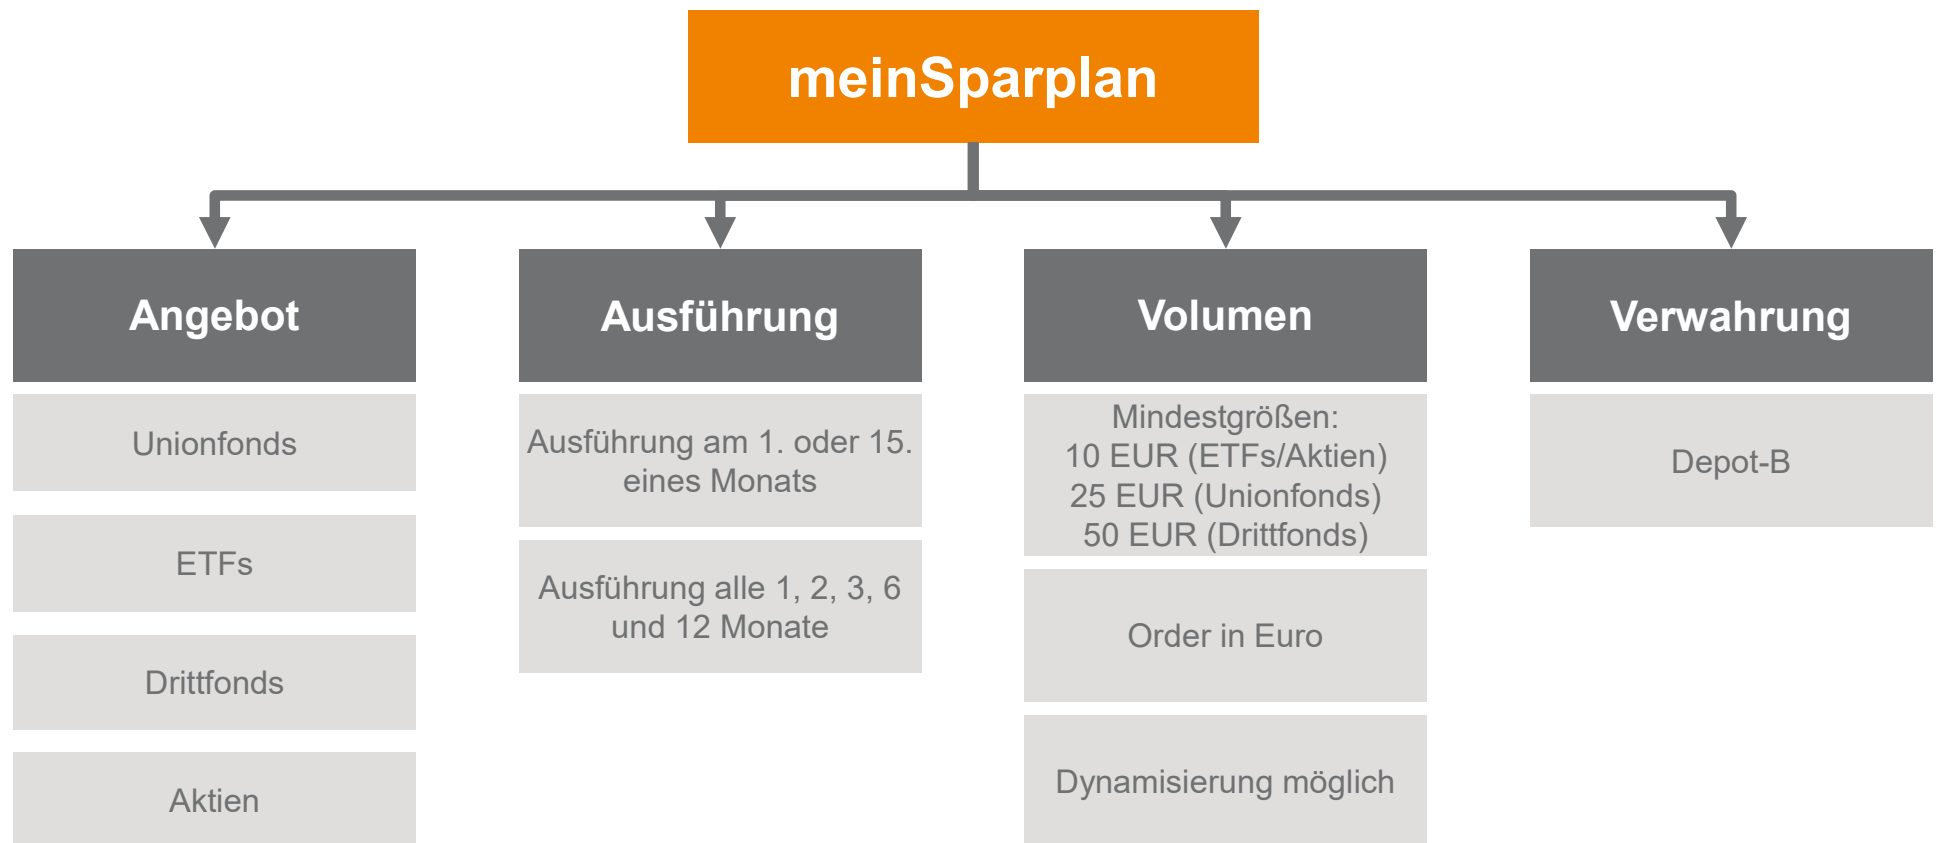 meinSparplan
Angebot
Unionfonds
ETFs
Drittfonds
Aktien
Ausführung
Ausführung am 1. oder 15.
eines Monats
Ausführung alle 1, 2, 3, 6
und 12 Monate
Volumen
Mindestgrößen:
10 EUR (ETFs/Aktien)
25 EUR (Unionfonds)
50 EUR (Drittfonds)
Order in Euro
Dynamisierung möglich
Verwahrung
Depot-B